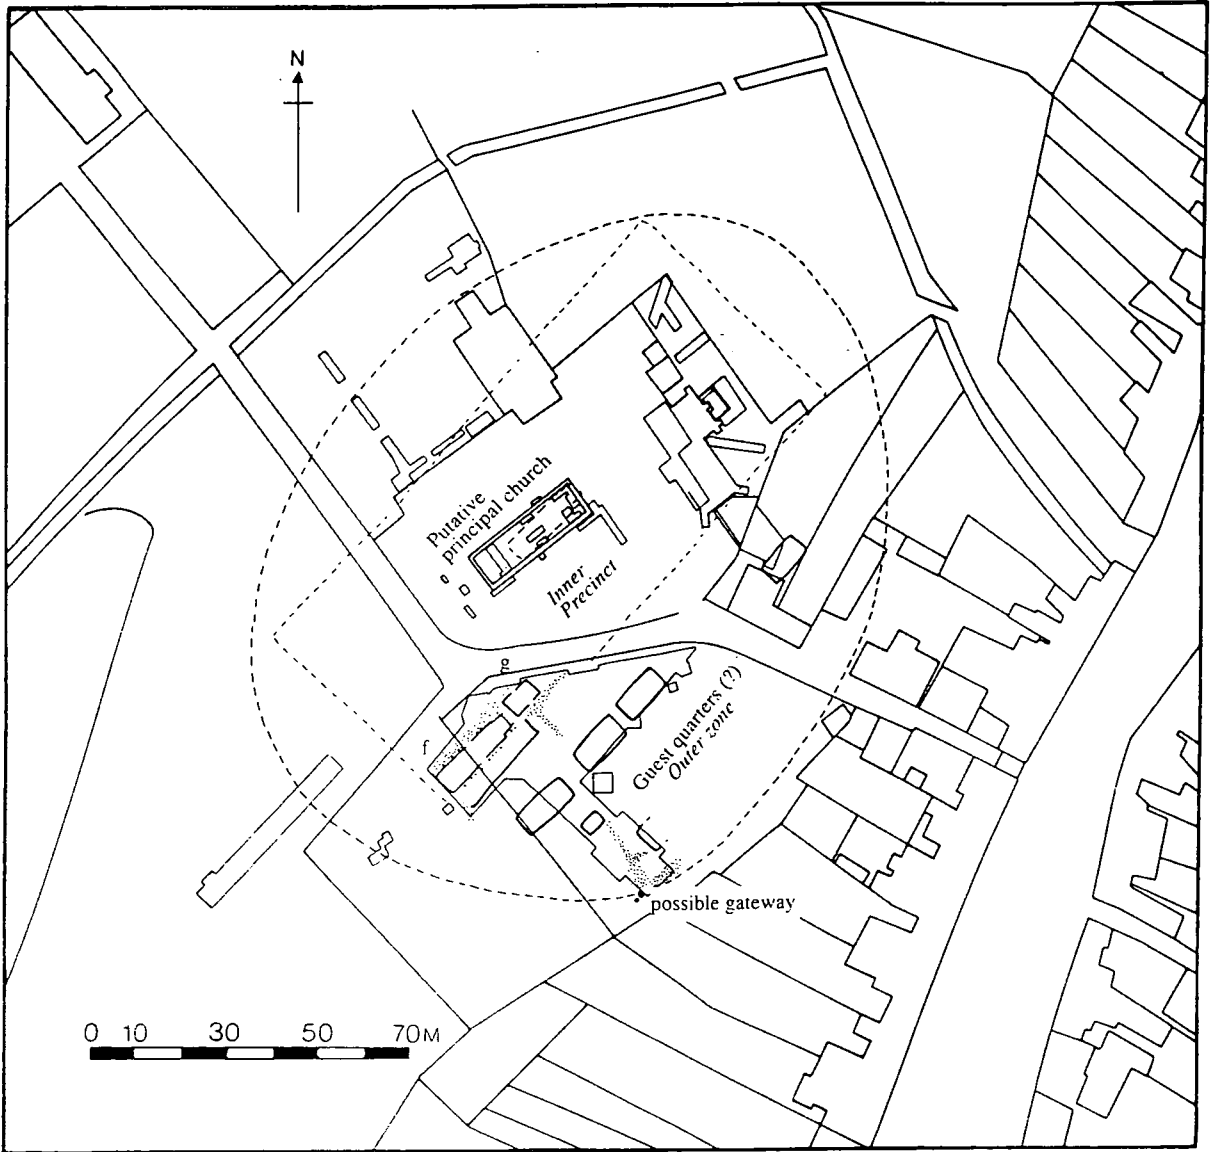 N
Putative
principal church
Inner
Precinct
g
f
Guest quarters (?)
Outer zone
possible gateway
0 10 30 50 70M